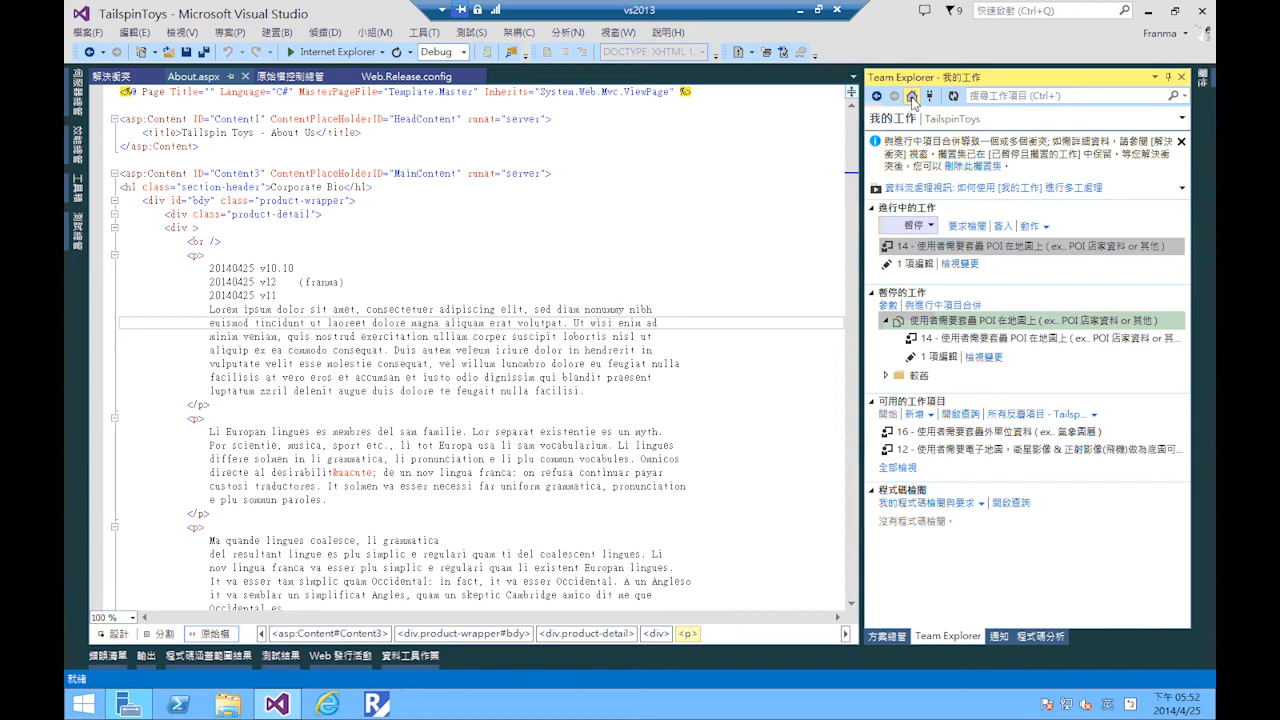 TailspinToys - Microsoft Visual Studio
vs2013
9
快速啟動 (Ctrl+Q)
檔案(F) 編輯(E) 檢視(V) 專案(P) 建置(B) 偵錯(D) 小組(M) 工具(T) 測試(S) 架構(C) 分析(N) 視窗(W) 說明(H)
Franma
Internet Explorer Debug DOCTYPE: XHTML 1...
解決衝突 About.aspx 原始檔控制總管 Web.Release.config
<%@ Page Title="" Language="C#" MasterPageFile="Template.Master" Inherits="System.Web.Mvc.ViewPage" %>
<asp:Content ID="Content1" ContentPlaceHolderID="HeadContent" runat="server">
<title>Tailspin Toys - About Us</title>
</asp:Content>
<asp:Content ID="Content3" ContentPlaceHolderID="MainContent" runat="server">
<h1 class="section-header">Corporate Bio</h1>
<div id="bdy" class="product-wrapper">
<div class="product-detail">
<div >
<br />
<p>
20140425 v10.10
20140425 v12 (franma)
20140425 v11
Lorem ipsum dolor sit amet, consectetuer adipiscing elit, sed diam nonummy nibh
euismod tincidunt ut laoreet dolore magna aliquam erat volutpat. Ut wisi enim ad
minim veniam, quis nostrud exercitation ulliam corper suscipit lobortis nisl ut
aliquip ex ea commodo consequat. Duis autem veleum iriure dolor in hendrerit in
vulputate velit esse molestie consequat, vel willum lunombro dolore eu feugiat nulla
facilisis at vero eros et accumsan et iusto odio dignissim qui blandit praesent
luptatum zzril delenit augue duis dolore te feugait nulla facilisi.
</p>
<p>
Li Europan lingues es membres del sam familie. Lor separat existentie es un myth.
Por scientie, musica, sport etc., li tot Europa usa li sam vocabularium. Li lingues
differe solmen in li grammatica, li pronunciation e li plu commun vocabules. Omnicos
directe al desirabilit&aacute; de un nov lingua franca: on refusa continuar payar
custosi traductores. It solmen va esser necessi far uniform grammatica, pronunciation
e plu sommun paroles.
</p>
<p>
Ma quande lingues coalesce, li grammatica
del resultant lingue es plu simplic e regulari quam ti del coalescent lingues. Li
nov lingua franca va esser plu simplic e regulari quam li existent Europan lingues.
It va esser tam simplic quam Occidental: in fact, it va esser Occidental. A un Angleso
it va semblar un simplificat Angles, quam un skeptic Cambridge amico dit me que
Occidental es
100 %
設計 分割 原始檔 <asp:Content#Content3> <div.product-wrapper#bdy> <div.product-detail> <div> <p>
錯誤清單 輸出 程式碼涵蓋範圍結果 測試結果 Web 發行活動 資料工具作業
就緒
伺服器總管
工具箱
測試總管
屬性
Team Explorer - 我的工作
搜尋工作項目 (Ctrl+')
我的工作 TailspinToys
與進行中項目合併導致一個或多個衝突; 如需詳細資料，請參閱 [解決
衝突] 視窗。擱置集已在 [已暫停且擱置的工作] 中保留，等您解決衝
突後，您可以 刪除此擱置集。
資料流處理視訊: 如何使用 [我的工作] 進行多工處理
進行中的工作
暫停 要求檢閱 簽入 動作
14 - 使用者需要套疊 POI 在地圖上 ( ex.. POI 店家資料 or 其他 )
1 項編輯 檢視變更
暫停的工作
參數 與進行中項目合併
使用者需要套疊 POI 在地圖上 ( ex.. POI 店家資料 or 其他 )
14 - 使用者需要套疊 POI 在地圖上 ( ex.. POI 店家資料 or 其...
1 項編輯 檢視變更
較舊
可用的工作項目
開始 新增 開啟查詢 所有反覆項目 - Tailsp...
16 - 使用者需要套疊外單位資料 ( ex.. 氣象圖層 )
12 - 使用者需要電子地圖，衛星影像 & 正射影像(飛機)做為底圖可...
全部檢視
程式碼檢閱
我的程式碼檢閱與要求 開啟查詢
沒有程式碼檢閱。
方案總管 Team Explorer 通知 程式碼分析
英
下午 05:52
2014/4/25